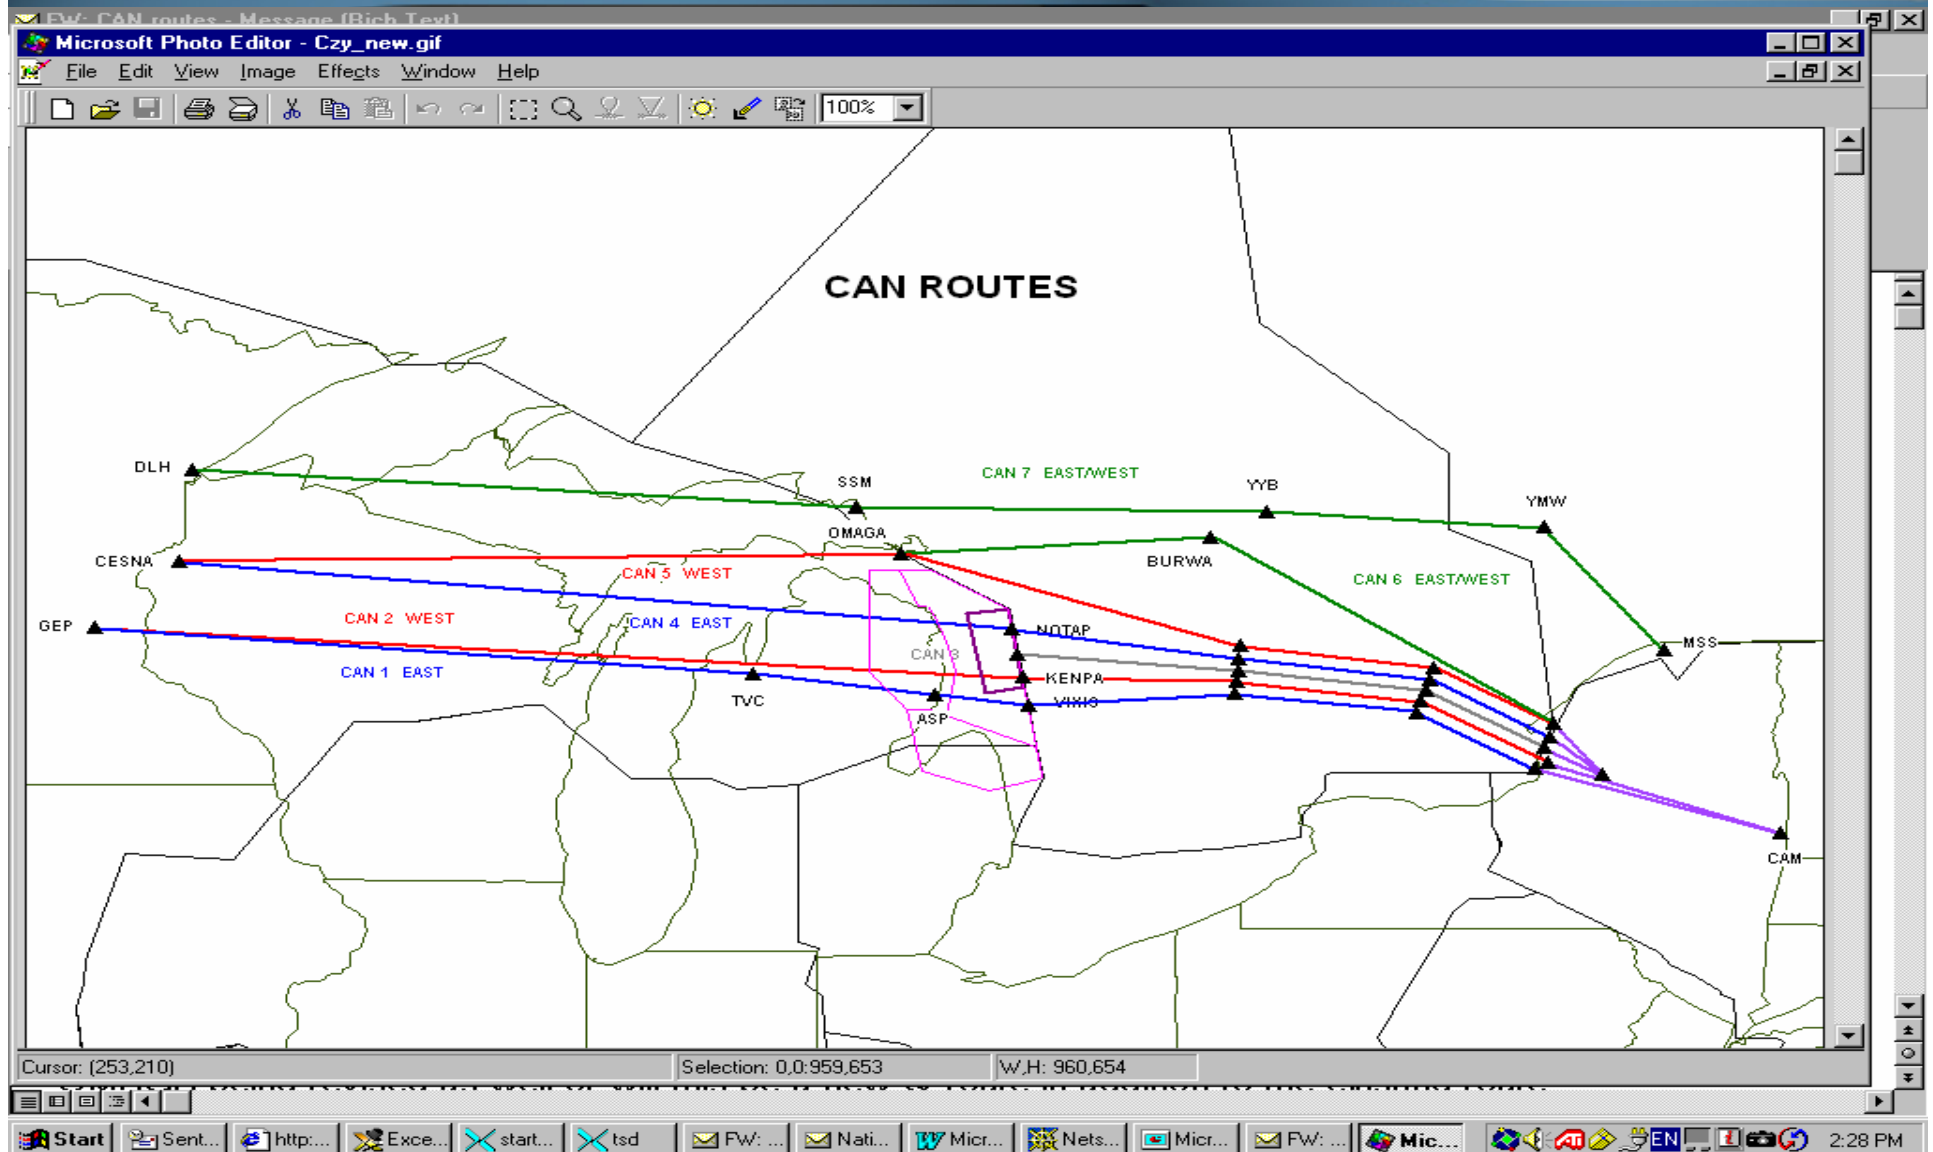 FW: CAN routes - Message (Rich Text)
Microsoft Photo Editor - Czy_new.gif
File Edit View Image Effects Window Help
100%
CAN ROUTES
DLH
SSM
CAN 7 EAST/WEST
YYB
YMW
OMAGA
CESNA
BURWA
CAN 5 WEST
CAN 6 EAST/WEST
GEP
CAN 2 WEST
CAN 4 EAST
NOTAP
MSS
CAN 3
CAN 1 EAST
KENPA
TVC
VIXIS
ASP
CAM
Cursor: (253,210) Selection: 0,0:959,653 W,H: 960,654
Start Sent... http:... Exce... start... tsd FW: ... Nati... Micr... Nets... Micr... FW: ... Mic... EN 2:28 PM